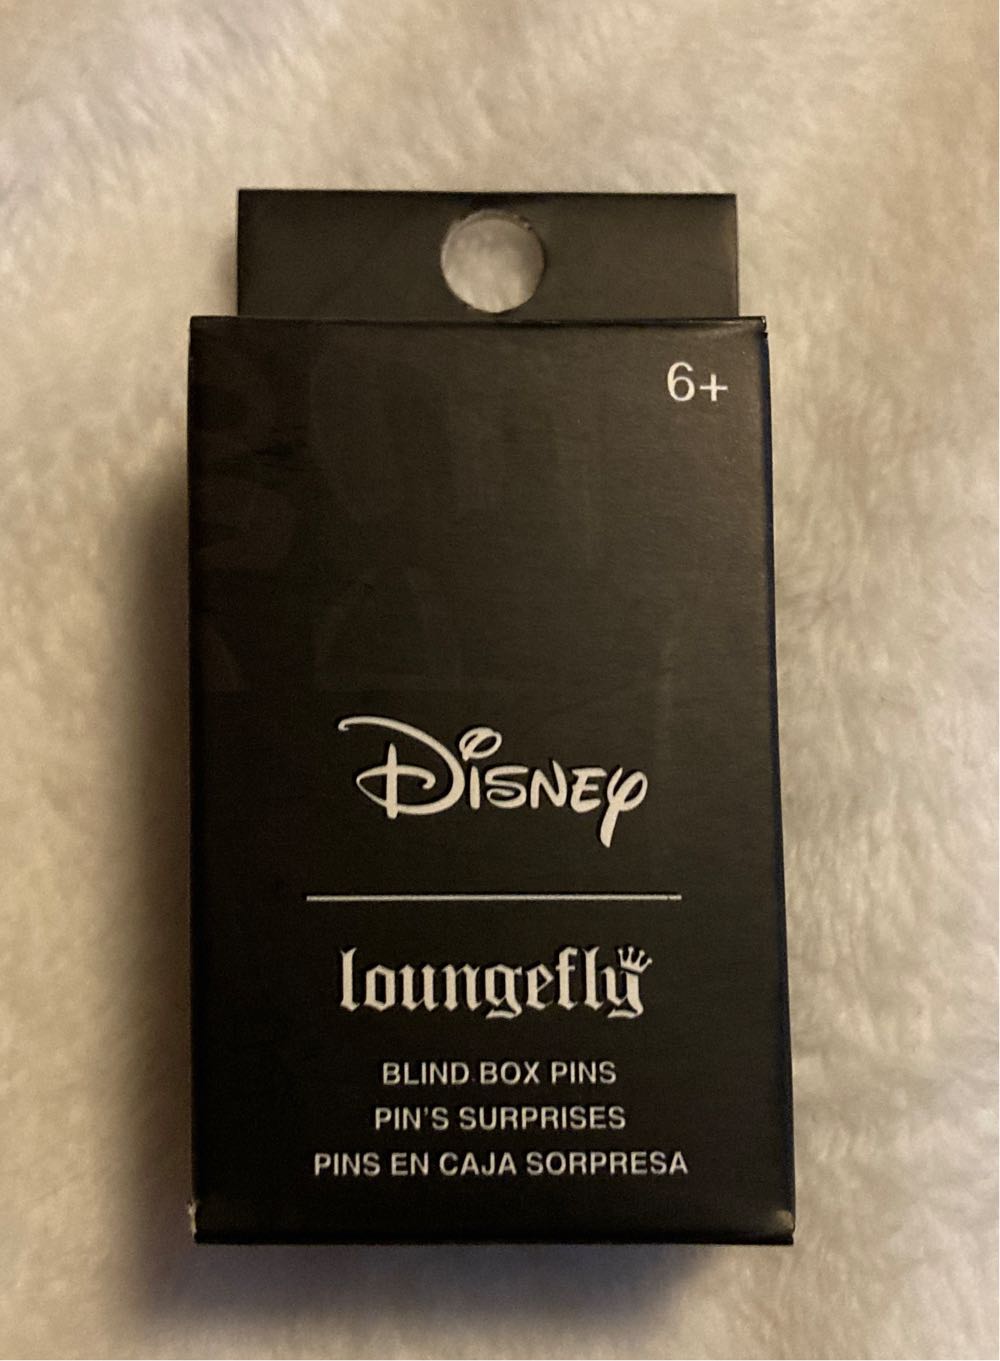 6+
Disney
loungefly
BLIND BOX PINS
PIN'S SURPRISES
PINS EN CAJA SORPRESA